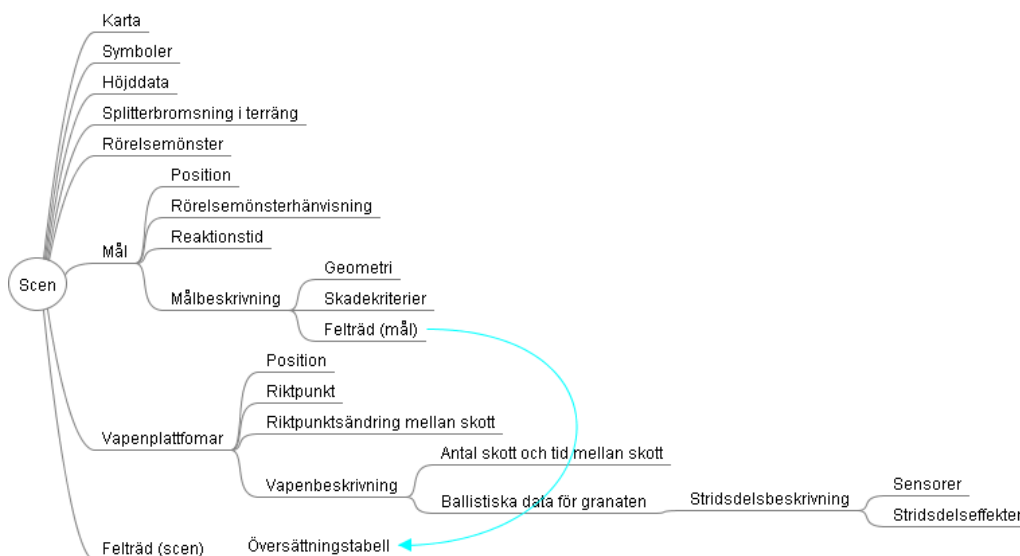 Karta
Symboler
Höjddata
Splitterbromsning i terräng
Rörelsemönster
Position
Rörelsemönsterhänvisning
Reaktionstid
Mål
Geometri
Scen
Målbeskrivning
Skadekriterier
Felträd (mål)
Position
Riktpunkt
Riktpunktsändring mellan skott
Vapenplattfomar
Antal skott och tid mellan skott
Vapenbeskrivning
Sensorer
Ballistiska data för granaten
Stridsdelsbeskrivning
Stridsdelseffekter
Felträd (scen)
Översättningstabell